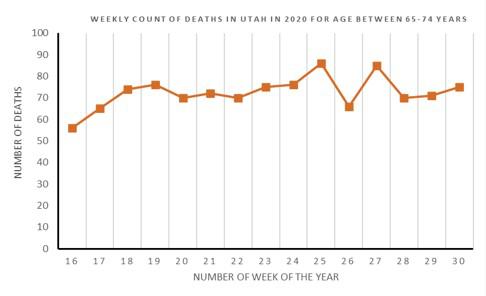 WEEKLY COUNT OF DEATHS IN UTAH IN 2020 FOR AGE BETWEEN 65-74 YEARS
100
90
80
70
60
50
40
30
20
10
0
NUMBER OF DEATHS
16 17 18 19 20 21 22 23 24 25 26 27 28 29 30
NUMBER OF WEEK OF THE YEAR